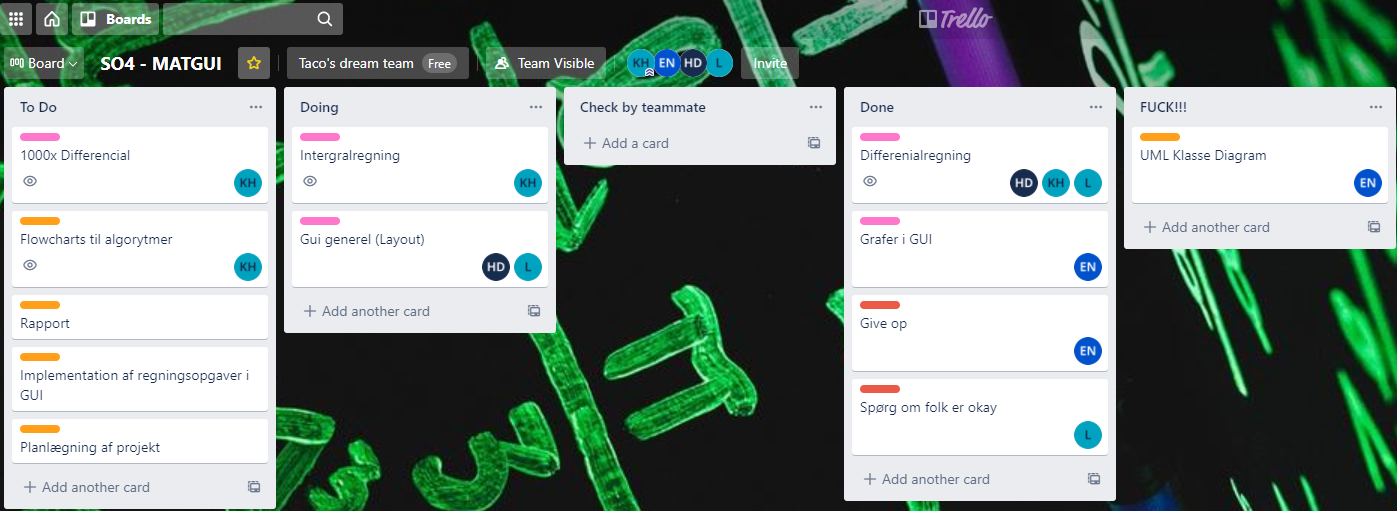 Boards
Trello
Board
SO4 - MATGUI
Taco's dream team
Free
Team Visible
KH
EN
HD
L
Invite
To Do
1000x Differencial
KH
Flowcharts til algorytmer
KH
Rapport
Implementation af regningsopgaver i
GUI
Planlægning af projekt
Add another card
Doing
Intergralregning
KH
Gui generel (Layout)
HD
L
Add another card
Check by teammate
Add a card
Done
Differenialregning
HD
KH
L
Grafer i GUI
EN
Give op
EN
Spørg om folk er okay
L
Add another card
FUCK!!!
UML Klasse Diagram
EN
Add another card